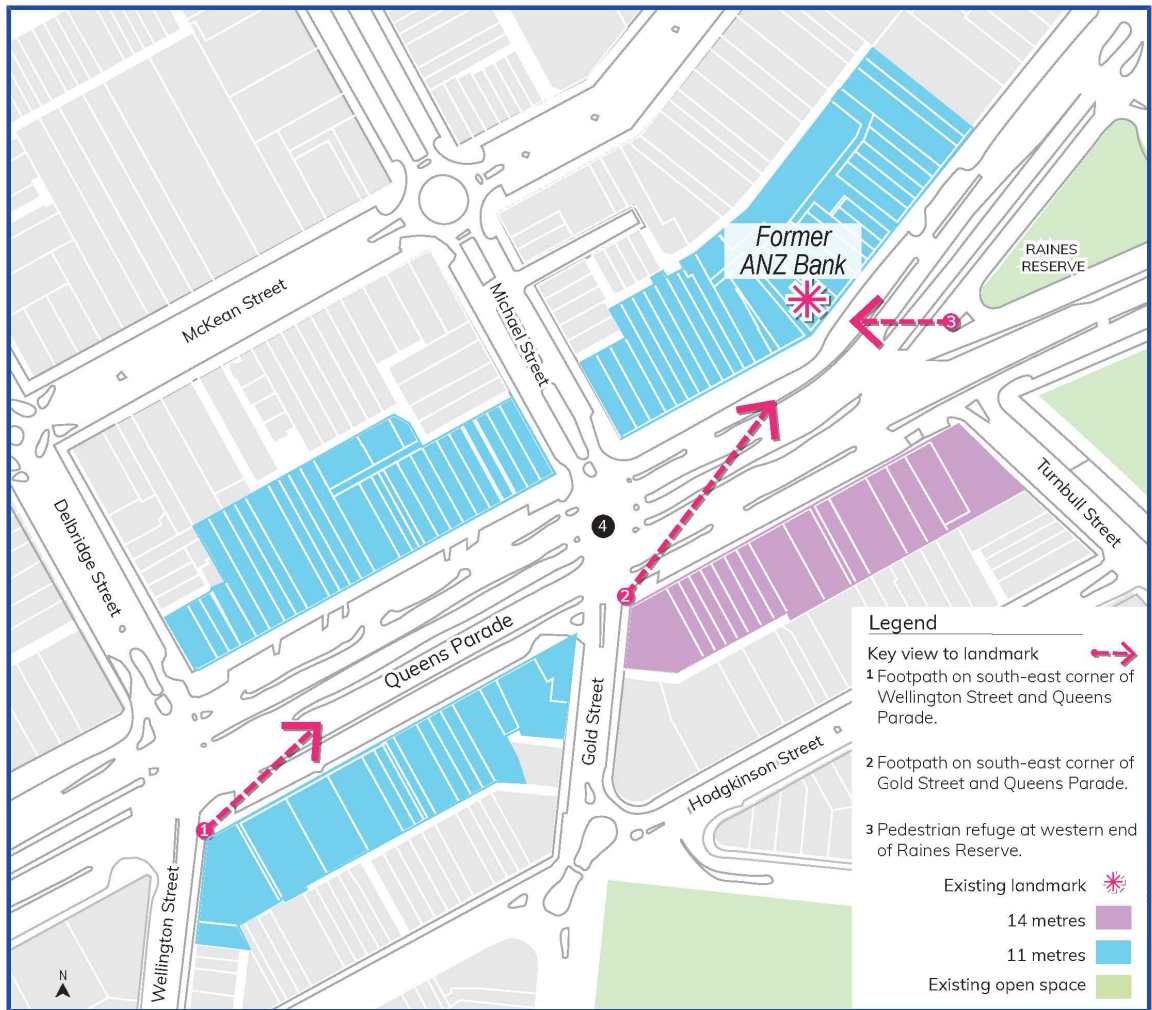 Former
ANZ Bank
RAINES
RESERVE
3
McKean Street
Michael Street
Delbridge Street
Turnbull Street
4
2
Queens Parade
Gold Street
Hodgkinson Street
1
Wellington Street
N
Legend
Key view to landmark
1 Footpath on south-east corner of
Wellington Street and Queens
Parade.
2 Footpath on south-east corner of
Gold Street and Queens Parade.
3 Pedestrian refuge at western end
of Raines Reserve.
Existing landmark
14 metres
11 metres
Existing open space